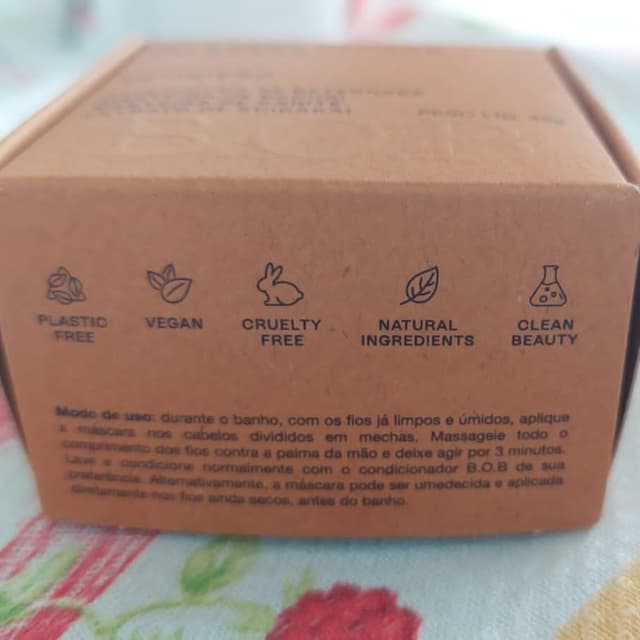 PLASTIC FREE
VEGAN
CRUELTY FREE
NATURAL INGREDIENTS
CLEAN BEAUTY
Modo de uso: durante o banho, com os fios já limpos e úmidos, aplique
a máscara nos cabelos divididos em mechas. Massageie todo o
comprimento dos fios contra a palma da mão e deixe agir por 3 minutos.
Lave e condicione normalmente com o condicionador B.O.B de sua
preferência. Alternativamente, a máscara pode ser umedecida e aplicada
diretamente nos fios ainda secos, antes do banho.